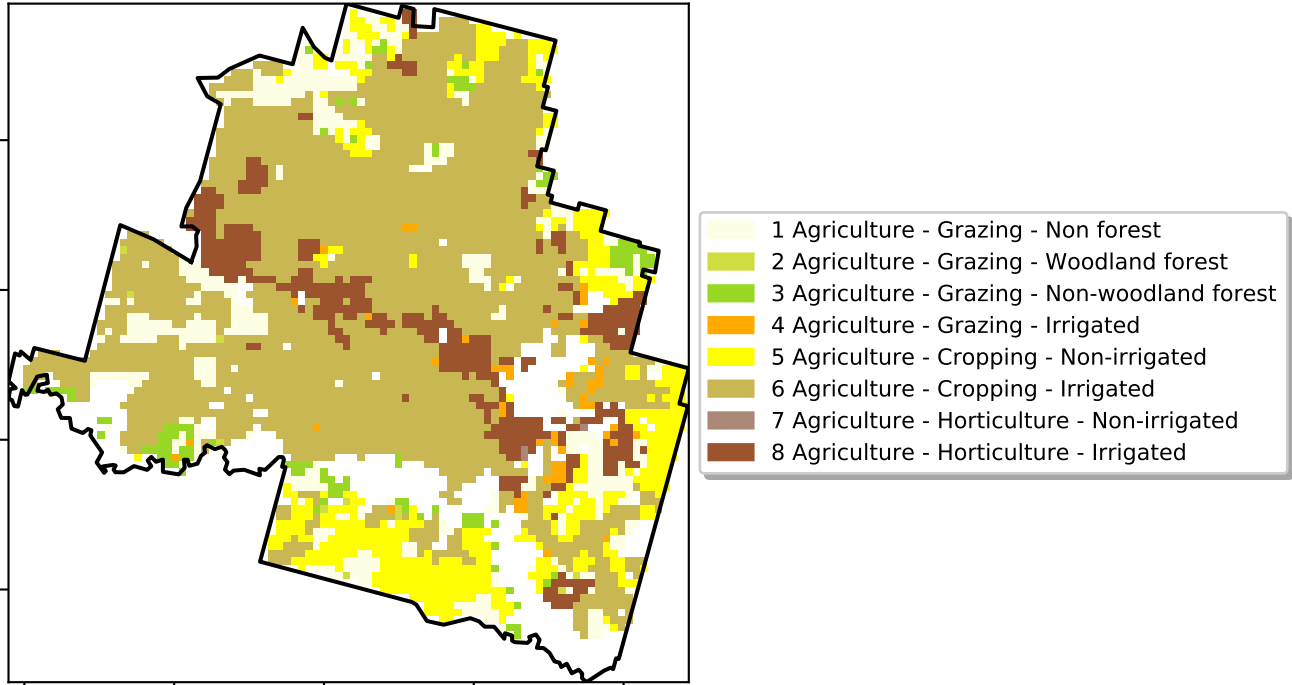 1 Agriculture - Grazing - Non forest
2 Agriculture - Grazing - Woodland forest
3 Agriculture - Grazing - Non-woodland forest
4 Agriculture - Grazing - Irrigated
5 Agriculture - Cropping - Non-irrigated
6 Agriculture - Cropping - Irrigated
7 Agriculture - Horticulture - Non-irrigated
8 Agriculture - Horticulture - Irrigated